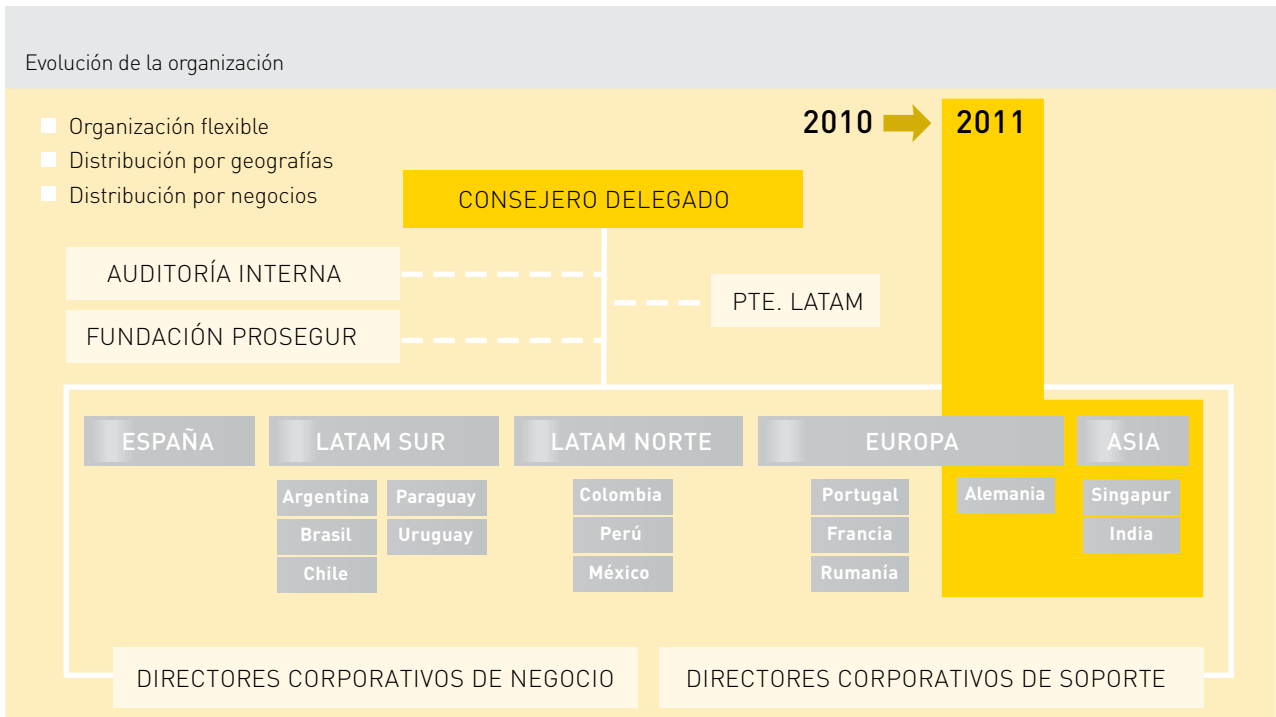 Evolución de la organización
Organización flexible
Distribución por geografías
Distribución por negocios
2010
2011
CONSEJERO DELEGADO
AUDITORÍA INTERNA
PTE. LATAM
FUNDACIÓN PROSEGUR
ESPAÑA
LATAM SUR
LATAM NORTE
EUROPA
ASIA
Argentina
Paraguay
Brasil
Uruguay
Chile
Colombia
Perú
México
Portugal
Francia
Rumanía
Alemania
Singapur
India
DIRECTORES CORPORATIVOS DE NEGOCIO
DIRECTORES CORPORATIVOS DE SOPORTE